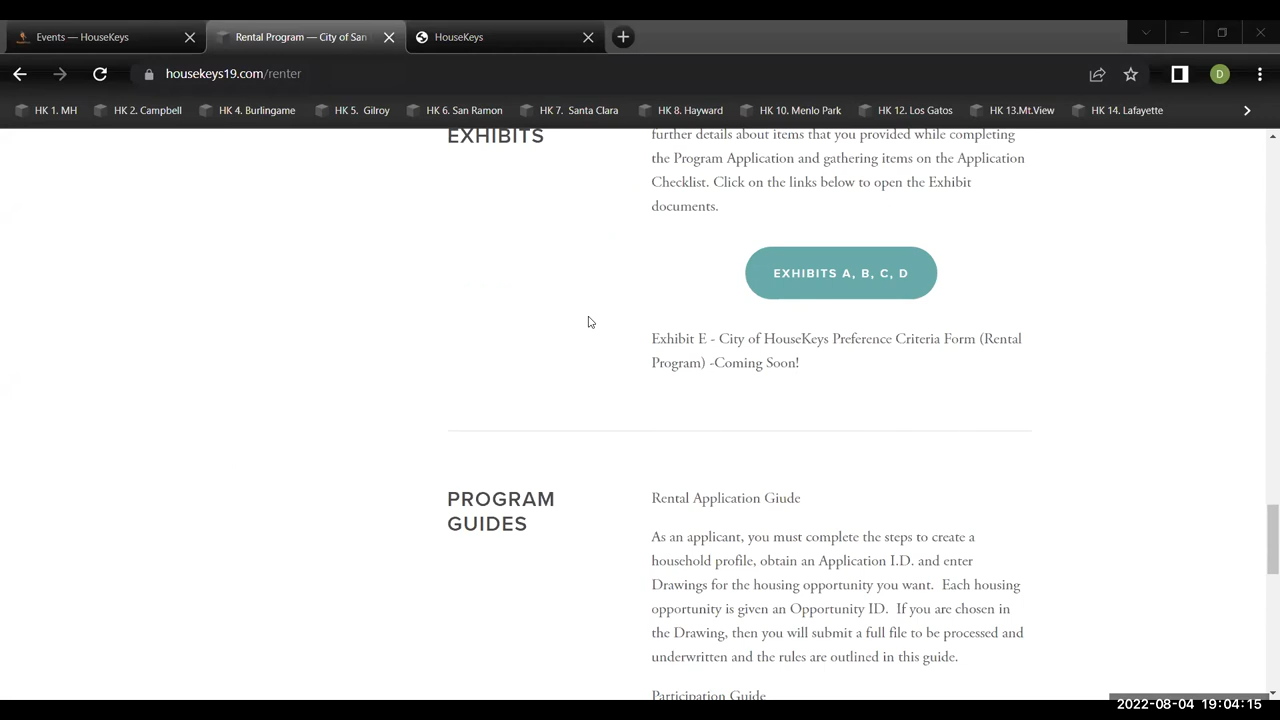 Events — HouseKeys
Rental Program — City of San
HouseKeys
housekeys19.com/renter
D
HK 1. MH
HK 2. Campbell
HK 4. Burlingame
HK 5. Gilroy
HK 6. San Ramon
HK 7. Santa Clara
HK 8. Hayward
HK 10. Menlo Park
HK 12. Los Gatos
HK 13.Mt.View
HK 14. Lafayette
EXHIBITS
further details about items that you provided while completing
the Program Application and gathering items on the Application
Checklist. Click on the links below to open the Exhibit
documents.
EXHIBITS A, B, C, D
Exhibit E - City of HouseKeys Preference Criteria Form (Rental
Program) -Coming Soon!
PROGRAM
GUIDES
Rental Application Giude
As an applicant, you must complete the steps to create a
household profile, obtain an Application I.D. and enter
Drawings for the housing opportunity you want. Each housing
opportunity is given an Opportunity ID. If you are chosen in
the Drawing, then you will submit a full file to be processed and
underwritten and the rules are outlined in this guide.
Participation Guide
2022-08-04 19:04:15